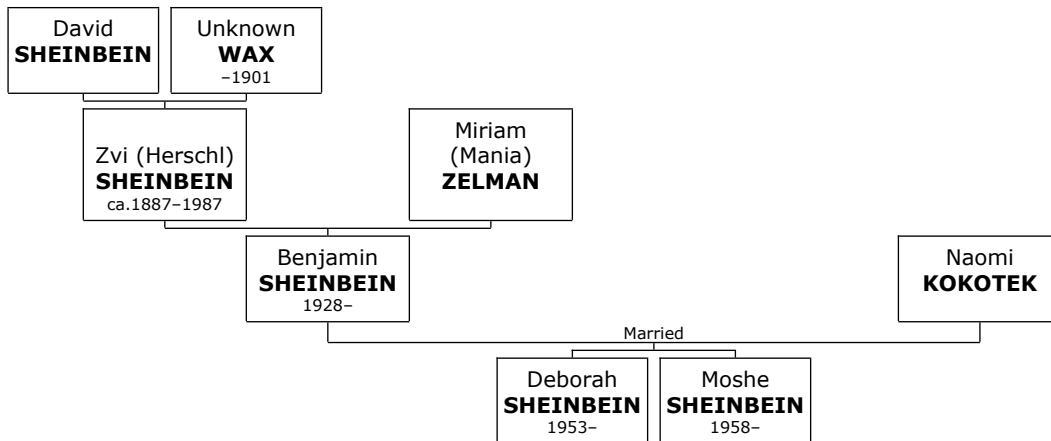 David
SHEINBEIN
Unknown
WAX
–1901
Zvi (Herschl)
SHEINBEIN
ca.1887–1987
Miriam
(Mania)
ZELMAN
Benjamin
SHEINBEIN
1928–
Naomi
KOKOTEK
Married
Deborah
SHEINBEIN
1953–
Moshe
SHEINBEIN
1958–